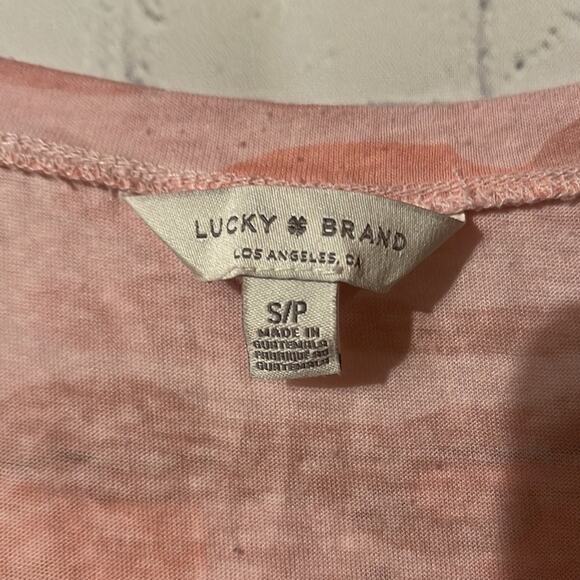 LUCKY BRAND
LOS ANGELES, CA
S/P
MADE IN
GUATEMALA
FABRIQUE AU
GUATEMALA